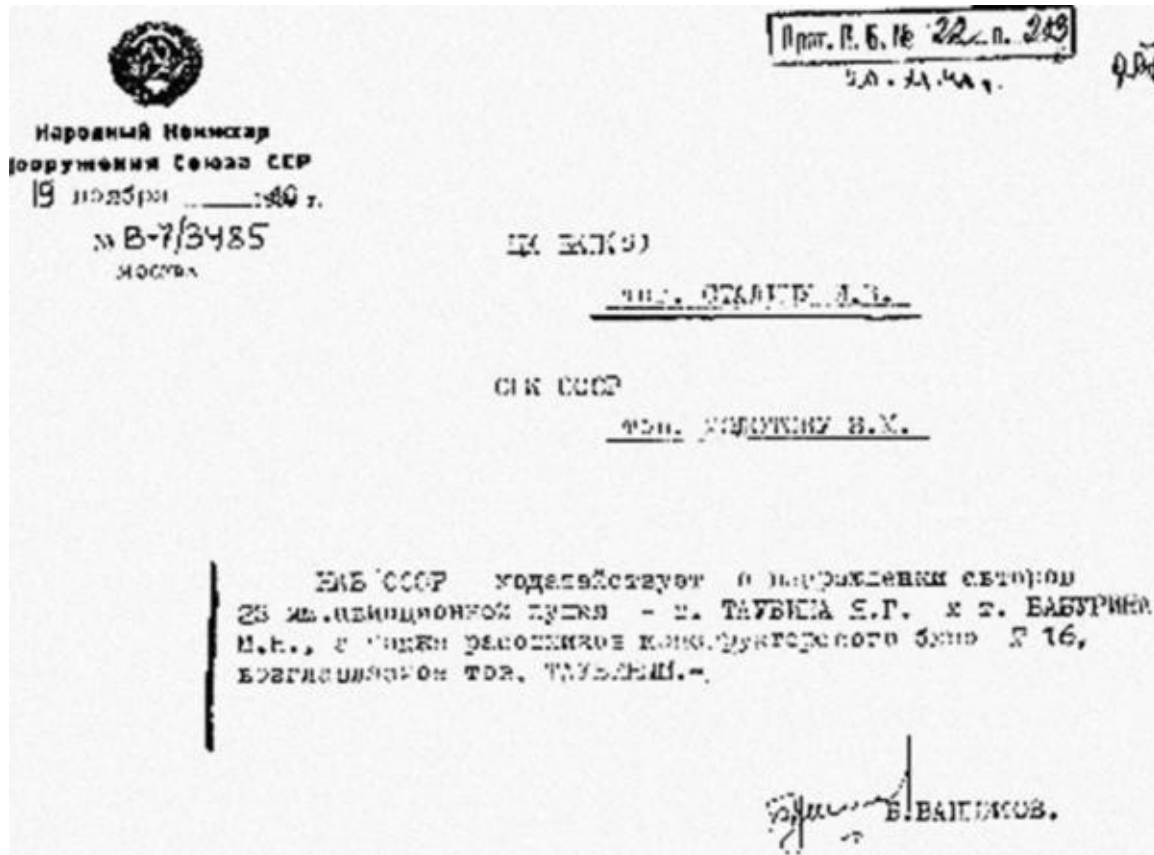 Прот. П. Б. № 22 п. 213
Народный Комиссар
ооружения Союза ССР
19 ноября 1940 г.
№ В-7/3485
МОСКВА
ЦК ВКП(б)
тов. СТАЛИНУ И.В.
СНК СССР
тов. МОЛОТОВУ В.М.
НКВ СССР ходатайствует о награждении авторов
23 мм.авиационной пушки - т. ТАУБИНА Я.Г. и т. БАБУРИНА
М.Н., а также работников конструкторского бюро № 16,
возглавляемом тов. ТАУБИНЫМ.-
Б.ВАННИКОВ.